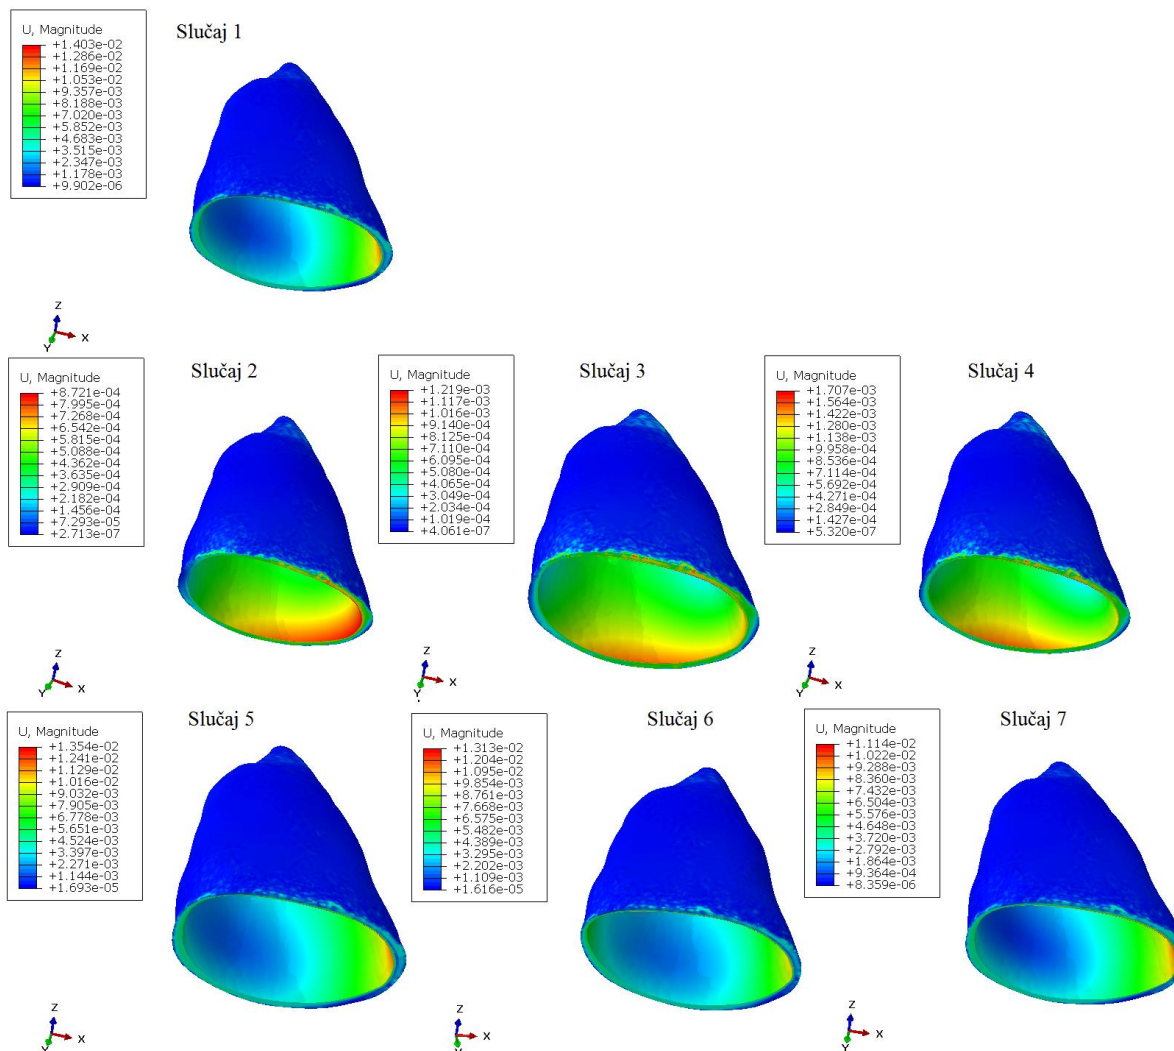 Slučaj 1
U, Magnitude
+1.403e-02
+1.286e-02
+1.169e-02
+1.053e-02
+9.357e-03
+8.188e-03
+7.020e-03
+5.852e-03
+4.683e-03
+3.515e-03
+2.347e-03
+1.178e-03
+9.902e-06
Z
X
Y
Slučaj 2
U, Magnitude
+8.721e-04
+7.995e-04
+7.268e-04
+6.542e-04
+5.815e-04
+5.088e-04
+4.362e-04
+3.635e-04
+2.909e-04
+2.182e-04
+1.456e-04
+7.293e-05
+2.713e-07
Z
X
Y
Slučaj 3
U, Magnitude
+1.219e-03
+1.117e-03
+1.016e-03
+9.140e-04
+8.125e-04
+7.110e-04
+6.095e-04
+5.080e-04
+4.065e-04
+3.049e-04
+2.034e-04
+1.019e-04
+4.061e-07
Z
X
Y
Slučaj 4
U, Magnitude
+1.707e-03
+1.564e-03
+1.422e-03
+1.280e-03
+1.138e-03
+9.958e-04
+8.536e-04
+7.114e-04
+5.692e-04
+4.271e-04
+2.849e-04
+1.427e-04
+5.320e-07
Z
X
Y
Slučaj 5
U, Magnitude
+1.354e-02
+1.241e-02
+1.129e-02
+1.016e-02
+9.032e-03
+7.905e-03
+6.778e-03
+5.651e-03
+4.524e-03
+3.397e-03
+2.271e-03
+1.144e-03
+1.693e-05
Z
X
Y
Slučaj 6
U, Magnitude
+1.313e-02
+1.204e-02
+1.095e-02
+9.854e-03
+8.761e-03
+7.668e-03
+6.575e-03
+5.482e-03
+4.389e-03
+3.295e-03
+2.202e-03
+1.109e-03
+1.616e-05
Z
X
Y
Slučaj 7
U, Magnitude
+1.114e-02
+1.022e-02
+9.288e-03
+8.360e-03
+7.432e-03
+6.504e-03
+5.576e-03
+4.648e-03
+3.720e-03
+2.792e-03
+1.864e-03
+9.364e-04
+8.359e-06
Z
X
Y